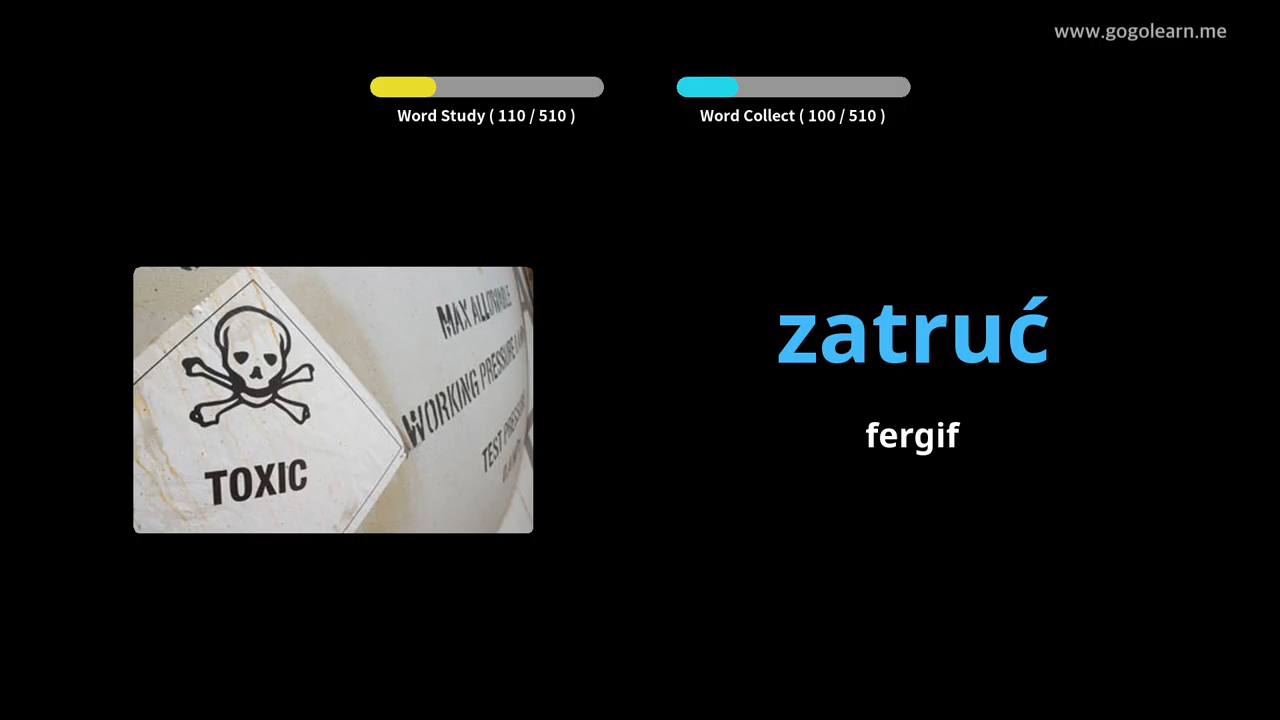 www.gogolearn.me
Word Study ( 110 / 510 )
Word Collect ( 100 / 510 )
zatruć
fergif
TOXIC
MAX ALLOWABLE
WORKING PRESSURE
TEST PRESSURE